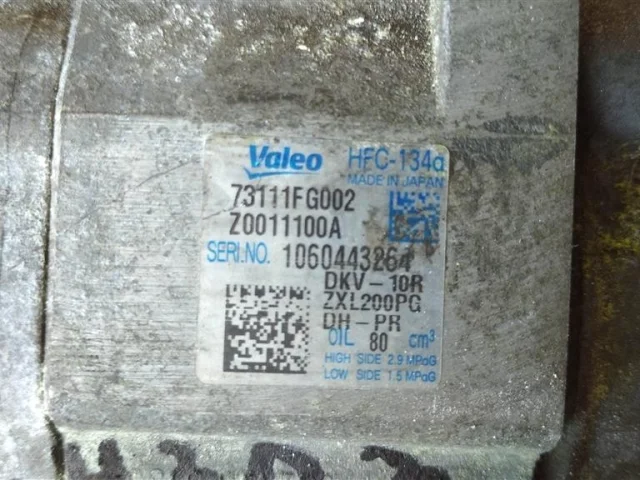 Valeo HFC-134a
MADE IN JAPAN
73111FG002
Z0011100A
SERI.NO. 1060443264
DKV-10R
ZXL200PG
DH-PR
OIL 80 cm³
HIGH SIDE 2.9 MPaG
LOW SIDE 1.5 MPaG